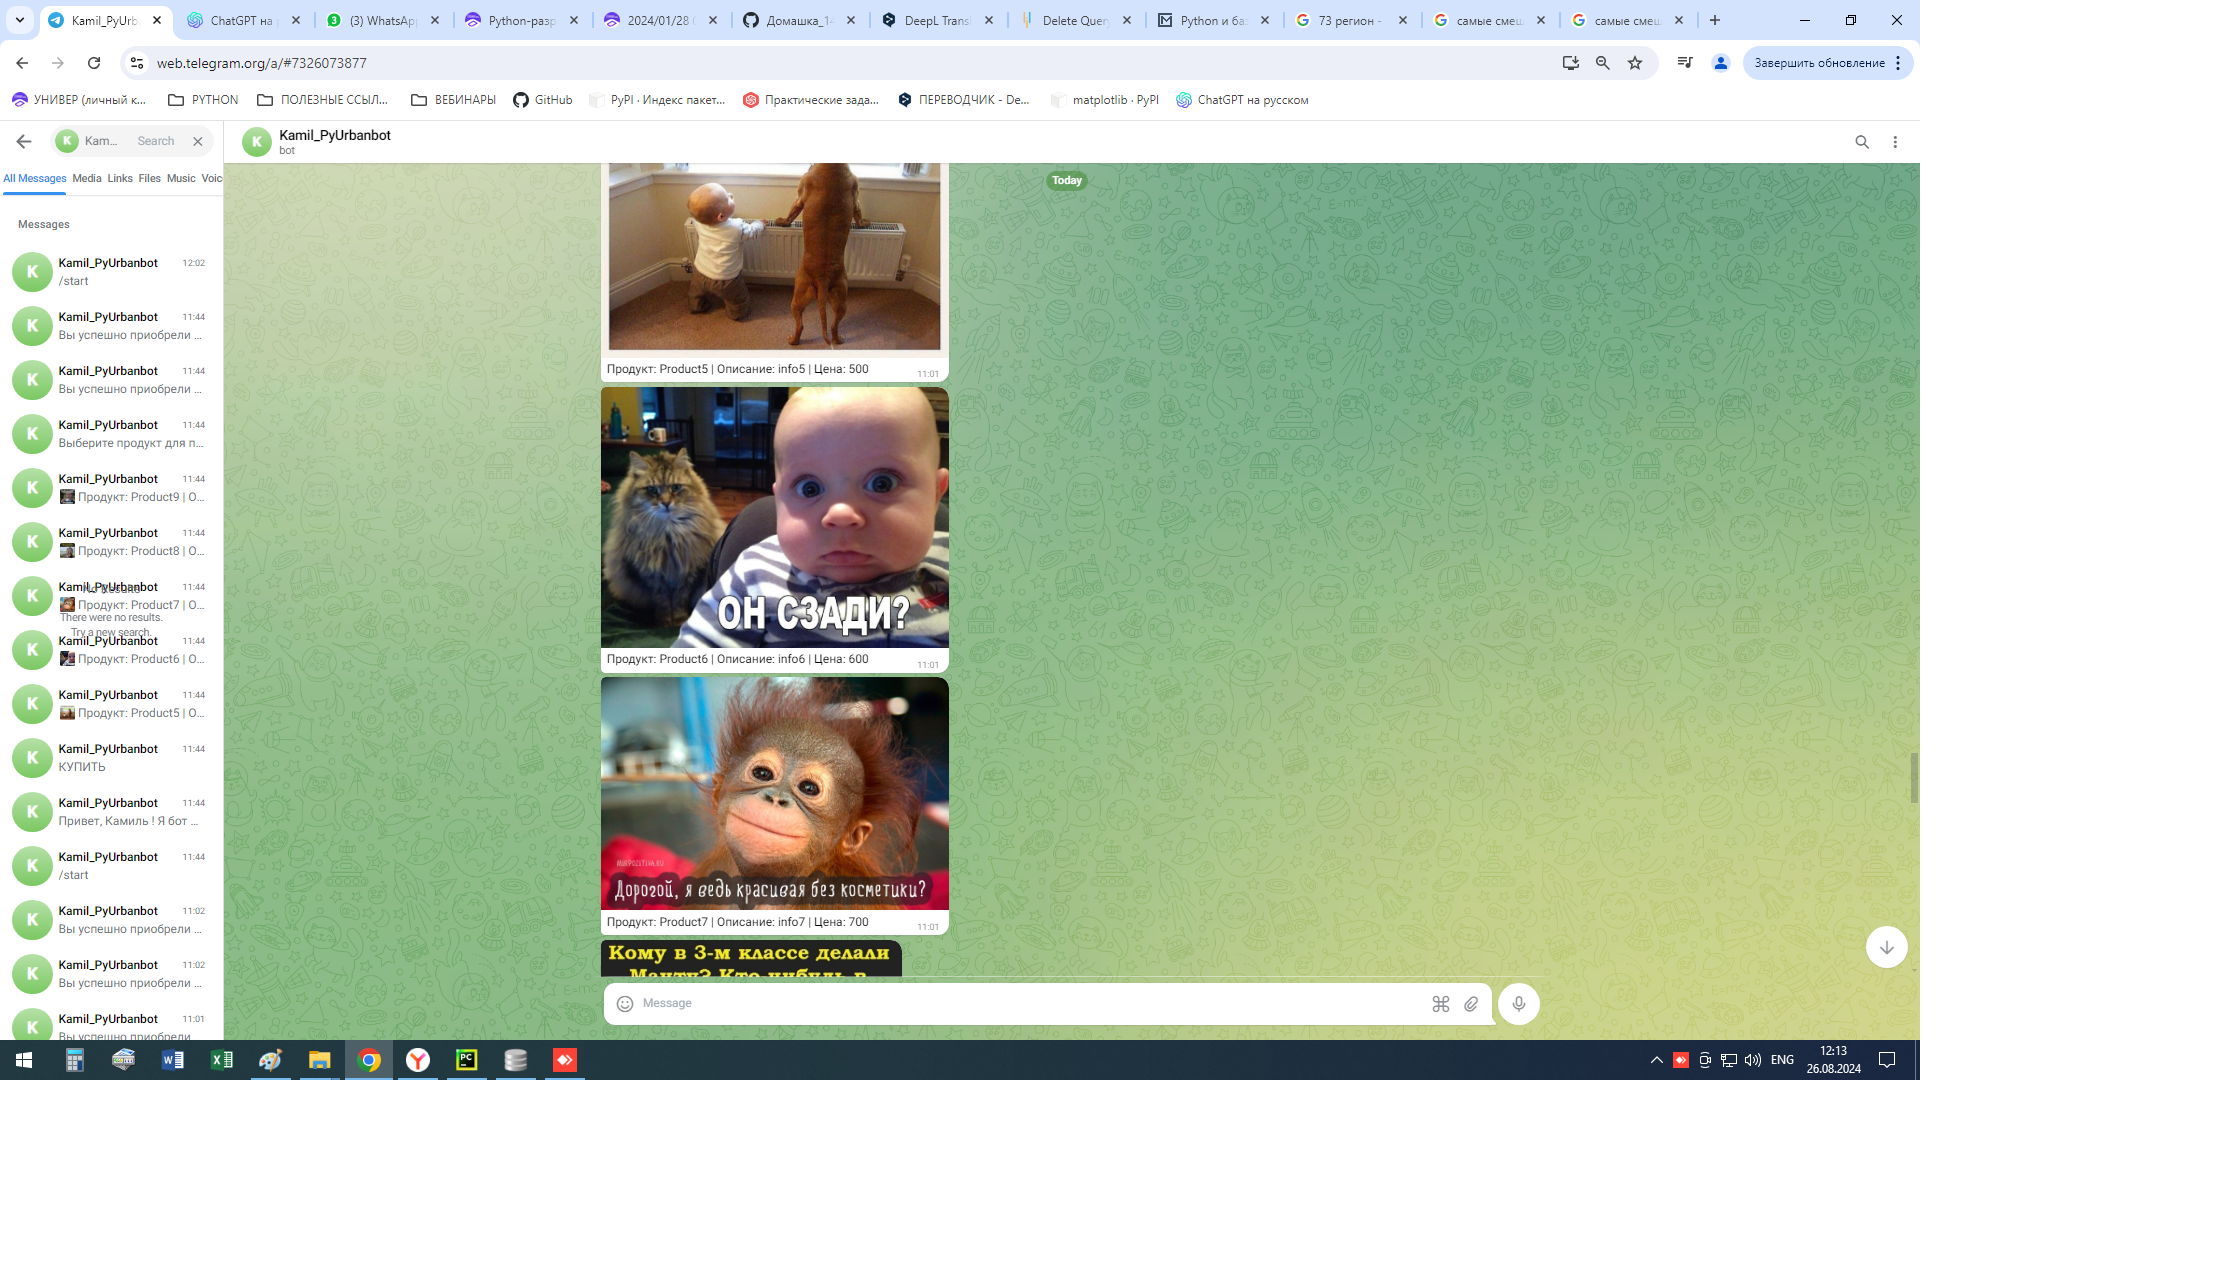 Kamil_PyUrb
ChatGPT на р
(3) WhatsAp
Python-разр
2024/01/28 (
Домашка_14
DeepL Trans
Delete Quer
Python и ба
73 регион -
самые смеш
самые смеш
web.telegram.org/a/#7326073877
Завершить обновление
УНИВЕР (личный к...
PYTHON
ПОЛЕЗНЫЕ ССЫЛ...
ВЕБИНАРЫ
GitHub
PyPI · Индекс пакет...
Практические зада...
ПЕРЕВОДЧИК - De...
matplotlib · PyPI
ChatGPT на русском
K Kam... Search
All Messages Media Links Files Music Voic
Messages
K
Kamil_PyUrbanbot 12:02
/start
K
Kamil_PyUrbanbot 11:44
Вы успешно приобрели ...
K
Kamil_PyUrbanbot 11:44
Вы успешно приобрели ...
K
Kamil_PyUrbanbot 11:44
Выберите продукт для п...
K
Kamil_PyUrbanbot 11:44
Продукт: Product9 | О...
K
Kamil_PyUrbanbot 11:44
Продукт: Product8 | О...
K
Kamil_PyUrbanbot 11:44
Продукт: Product7 | О...
There were no results.
Try a new search.
K
Kamil_PyUrbanbot 11:44
Продукт: Product6 | О...
K
Kamil_PyUrbanbot 11:44
Продукт: Product5 | О...
K
Kamil_PyUrbanbot 11:44
КУПИТЬ
K
Kamil_PyUrbanbot 11:44
Привет, Камиль ! Я бот ...
K
Kamil_PyUrbanbot 11:44
/start
K
Kamil_PyUrbanbot 11:02
Вы успешно приобрели ...
K
Kamil_PyUrbanbot 11:02
Вы успешно приобрели ...
K
Kamil_PyUrbanbot 11:01
Вы успешно приобрели
K
Kamil_PyUrbanbot
bot
Today
Продукт: Product5 | Описание: info5 | Цена: 500
11:01
ОН СЗАДИ?
Продукт: Product6 | Описание: info6 | Цена: 600
11:01
MIRPOZITIVA.RU
Дорогой, я ведь красивая без косметики?
Продукт: Product7 | Описание: info7 | Цена: 700
11:01
Кому в 3-м классе делали
Манту? Кто-нибудь в
Message
ENG
12:13
26.08.2024